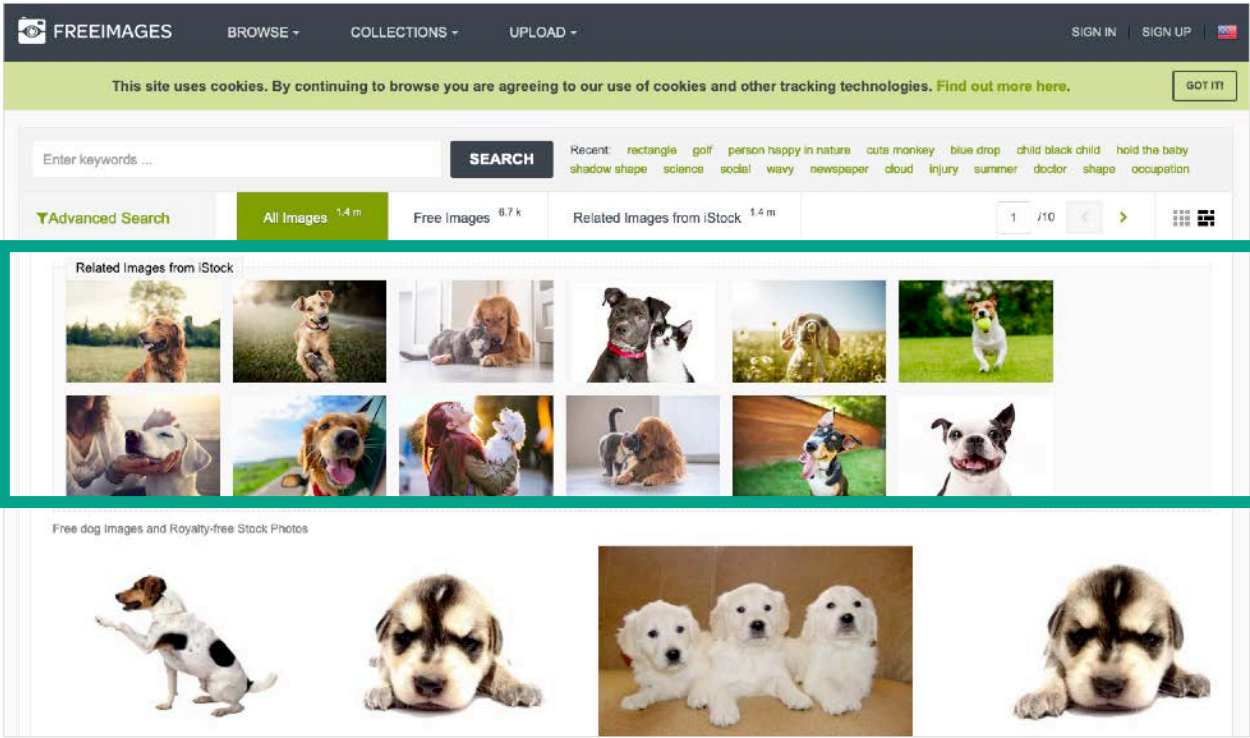 FREEIMAGES BROWSE COLLECTIONS UPLOAD SIGN IN SIGN UP
This site uses cookies. By continuing to browse you are agreeing to our use of cookies and other tracking technologies. Find out more here. GOT IT!
Enter keywords ... SEARCH
Recent: rectangle golf person happy in nature cute monkey blue drop child black child hold the baby
shadow shape science social wavy newspaper cloud injury summer doctor shape occupation
Advanced Search All Images 1.4 m Free Images 6.7 k Related Images from iStock 1.4 m 1 /10
Related Images from iStock
Free dog Images and Royalty-free Stock Photos